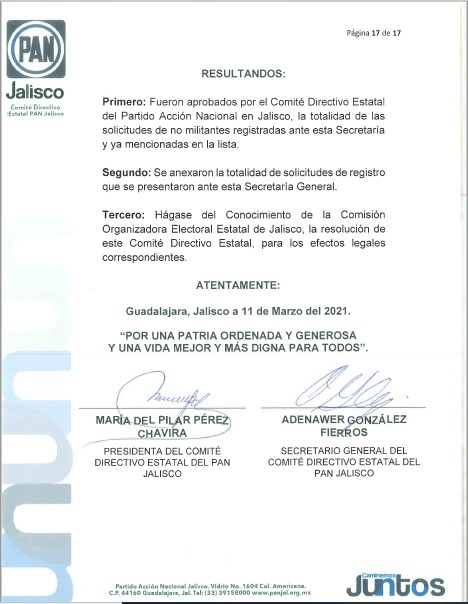 PAN
Jalisco
Comité Directivo
Estatal PAN Jalisco
Página 17 de 17
RESULTANDOS:
Primero: Fueron aprobados por el Comité Directivo Estatal
del Partido Acción Nacional en Jalisco, la totalidad de las
solicitudes de no militantes registradas ante esta Secretaría
y ya mencionadas en la lista.
Segundo: Se anexaron la totalidad de solicitudes de registro
que se presentaron ante esta Secretaría General.
Tercero: Hágase del Conocimiento de la Comisión
Organizadora Electoral Estatal de Jalisco, la resolución de
este Comité Directivo Estatal, para los efectos legales
correspondientes.
ATENTAMENTE:
Guadalajara, Jalisco a 11 de Marzo del 2021.
“POR UNA PATRIA ORDENADA Y GENEROSA
Y UNA VIDA MEJOR Y MÁS DIGNA PARA TODOS”.
MARÍA DEL PILAR PÉREZ
CHAVIRA
PRESIDENTA DEL COMITÉ
DIRECTIVO ESTATAL DEL PAN
JALISCO
ADENAWER GONZÁLEZ
FIERROS
SECRETARIO GENERAL DEL
COMITÉ DIRECTIVO ESTATAL DEL
PAN JALISCO
Partido Acción Nacional Jalisco. Vidrio No. 1604 Col. Americana.
C.P. 44160 Guadalajara, Jal. Tel: (33) 39158000 www.panjal.org.mx
Caminemos
Juntos